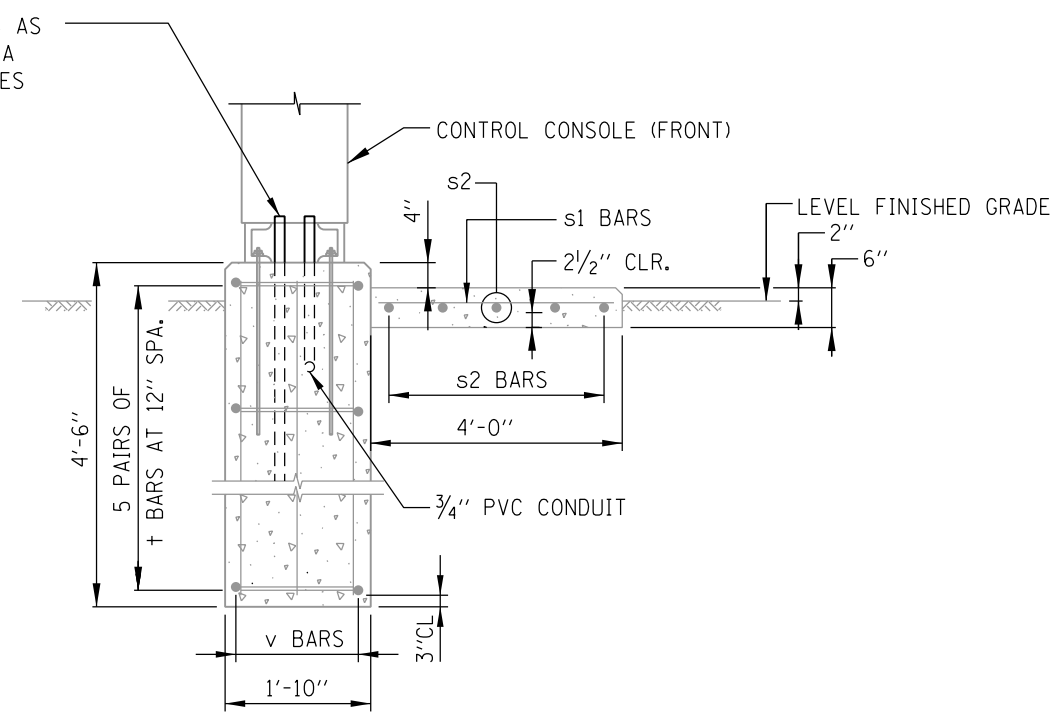 AS
A
ES
CONTROL CONSOLE (FRONT)
s2
4"
s1 BARS
LEVEL FINISHED GRADE
2"
6"
2½" CLR.
s2 BARS
4'-0"
4'-6"
5 PAIRS OF
t BARS AT 12" SPA.
¾" PVC CONDUIT
v BARS
3"CL
1'-10"